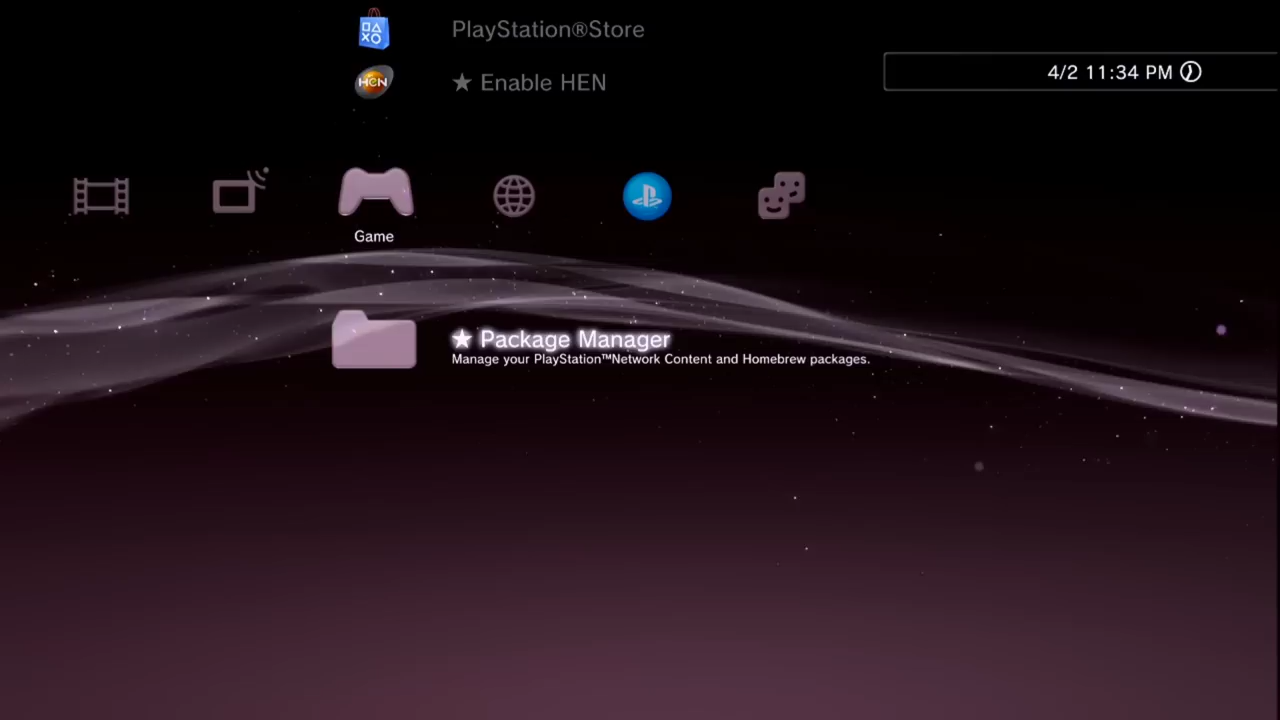 PlayStation®Store
HEN
★ Enable HEN
4/2 11:34 PM
Game
★ Package Manager
Manage your PlayStation™Network Content and Homebrew packages.